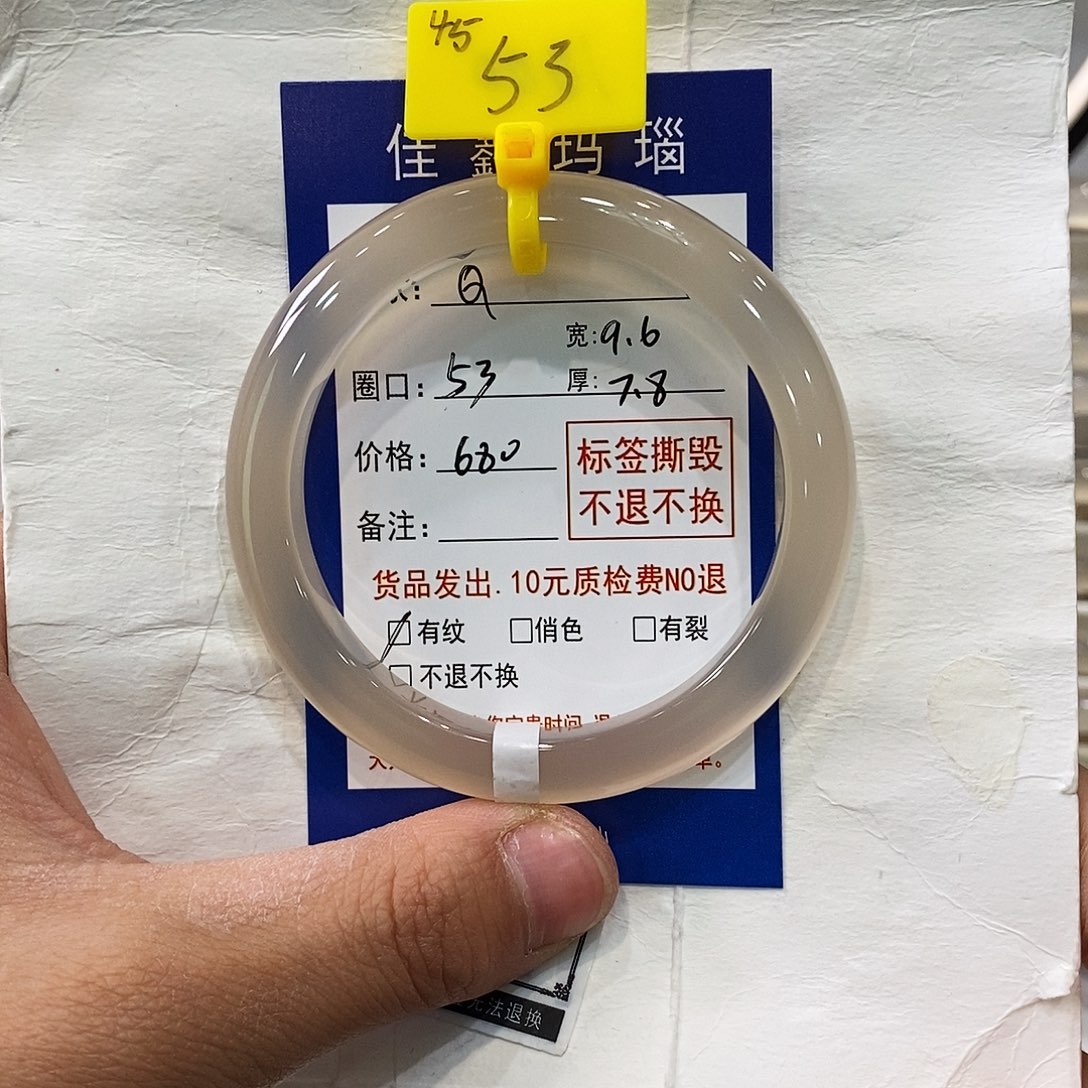 45
53
佳鑫玛瑙
Q
宽:9.6
圈口:53 厚:7.8
价格:680
标签撕毁
不退不换
备注:
货品发出.10元质检费NO退
有纹 俏色 有裂
不退不换
时间
法退换